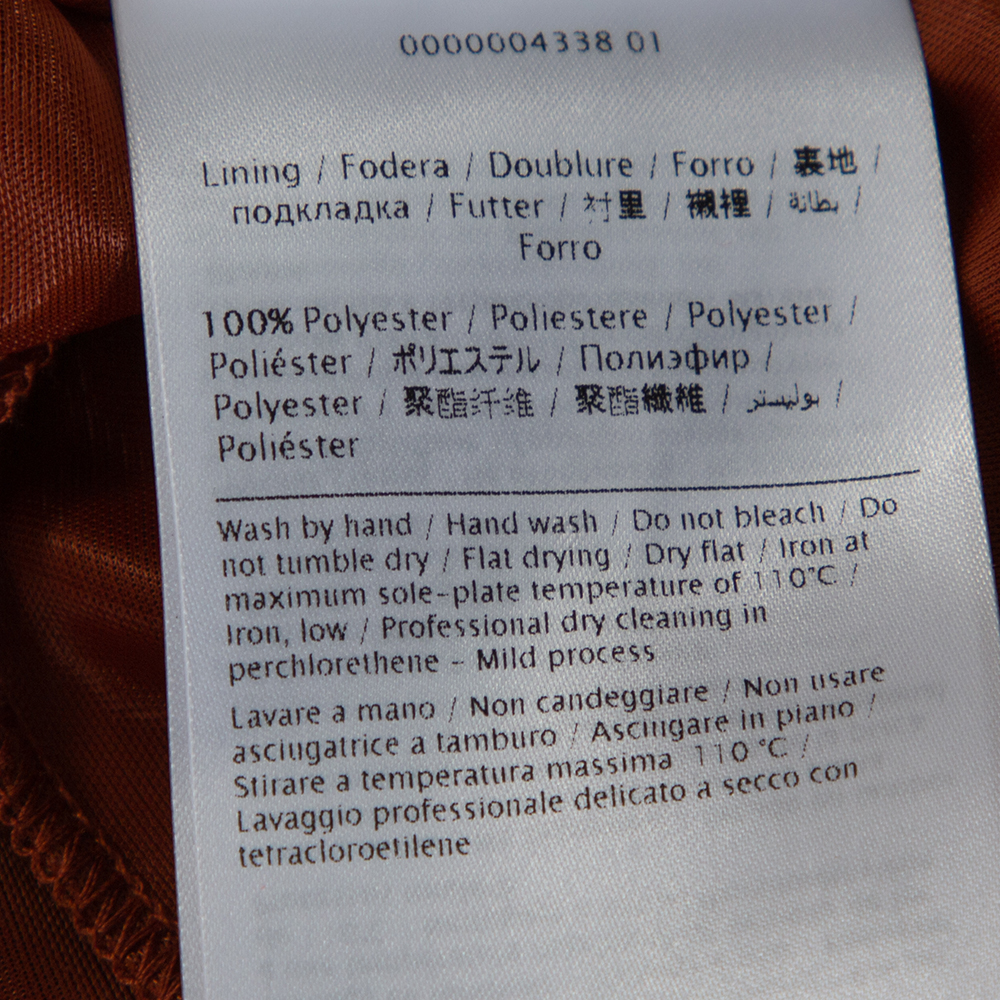 0000004338 01
Lining / Fodera / Doublure / Forro / 裏地 /
подкладка / Futter / 衬里 / 襯裡 / بطانة /
Forro
100% Polyester / Poliestere / Polyester /
Poliéster / ポリエステル / Полиэфир /
Polyester / 聚酯纤维 / 聚酯纖維 / بوليستر /
Poliéster
Wash by hand / Hand wash / Do not bleach / Do
not tumble dry / Flat drying / Dry flat / Iron at
maximum sole-plate temperature of 110°C /
Iron, low / Professional dry cleaning in
perchlorethene - Mild process
Lavare a mano / Non candeggiare / Non usare
asciugatrice a tamburo / Asciugare in piano /
Stirare a temperatura massima 110 °C /
Lavaggio professionale delicato a secco con
tetracloroetilene